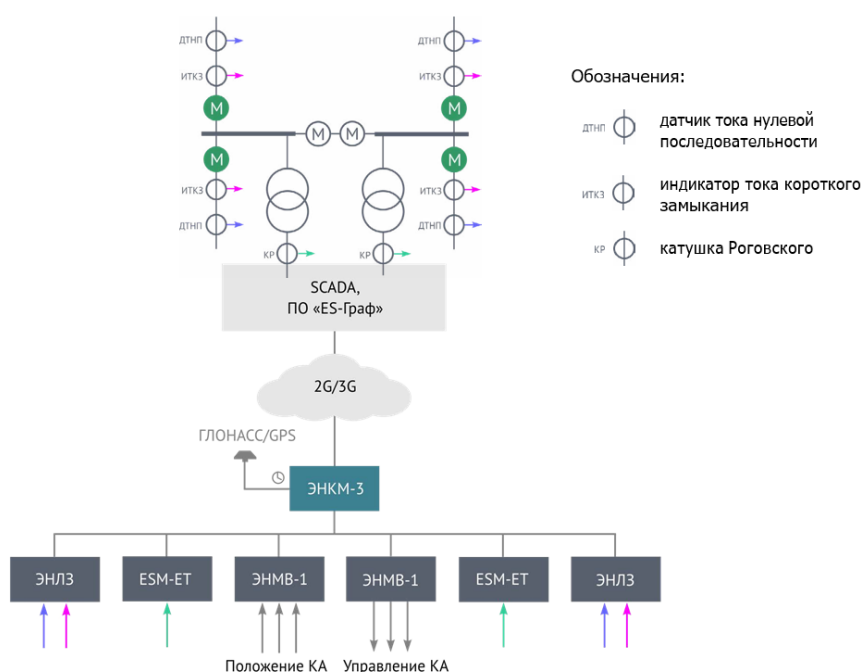 ДТНП
ДТНП
ИТКЗ
ИТКЗ
M
M
M
M
M
M
ИТКЗ
ИТКЗ
ДТНП
ДТНП
КР
КР
Обозначения:
ДТНП
датчик тока нулевой
последовательности
ИТКЗ
индикатор тока короткого
замыкания
КР
катушка Роговского
SCADA,
ПО «ES-Граф»
2G/3G
ГЛОНАСС/GPS
ЭНКМ-3
ЭНЛЗ
ESM-ET
ЭНМВ-1
ЭНМВ-1
ESM-ET
ЭНЛЗ
Положение КА
Управление КА